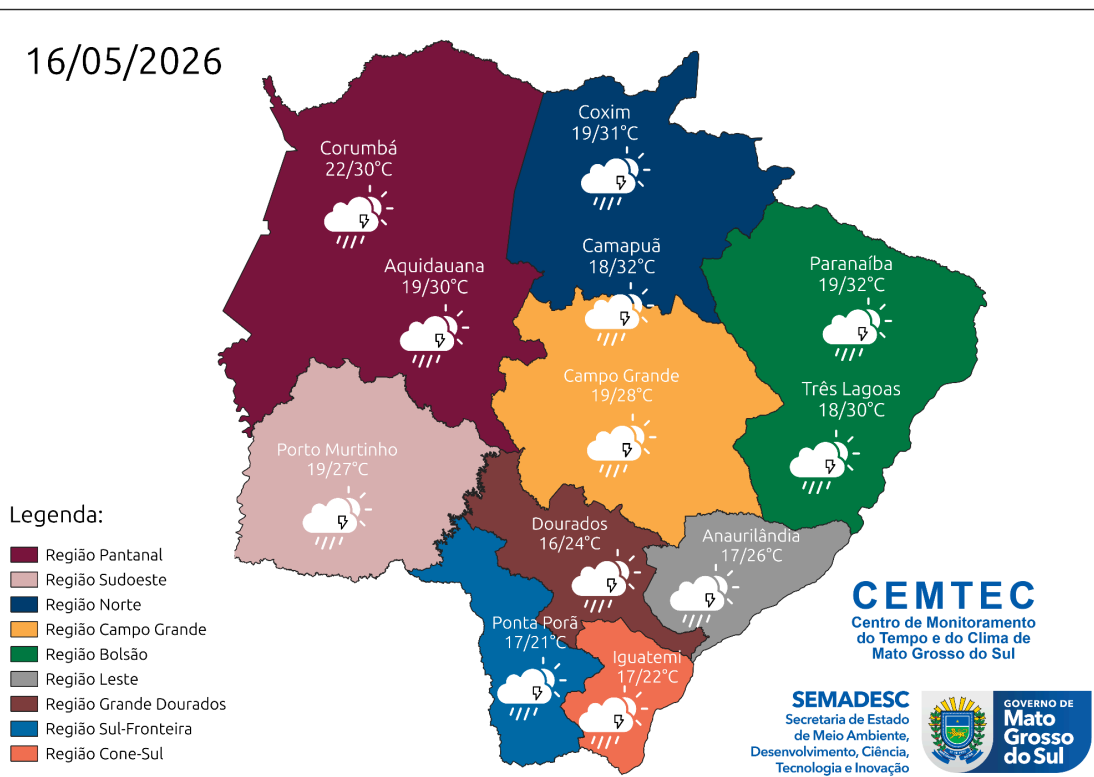 16/05/2026
Coxim
19/31°C
Corumbá
22/30°C
Camapuã
18/32°C
Aquidauana
19/30°C
Paranaíba
19/32°C
Campo Grande
19/28°C
Três Lagoas
18/30°C
Porto Murtinho
19/27°C
Dourados
16/24°C
Anaurilândia
17/26°C
Ponta Porã
17/21°C
Iguatemi
17/22°C
Legenda:
Região Pantanal
Região Sudoeste
Região Norte
Região Campo Grande
Região Bolsão
Região Leste
Região Grande Dourados
Região Sul-Fronteira
Região Cone-Sul
CEMTEC
Centro de Monitoramento
do Tempo e do Clima de
Mato Grosso do Sul
SEMADESC
Secretaria de Estado
de Meio Ambiente,
Desenvolvimento, Ciência,
Tecnologia e Inovação
GOVERNO DE
Mato
Grosso
do Sul